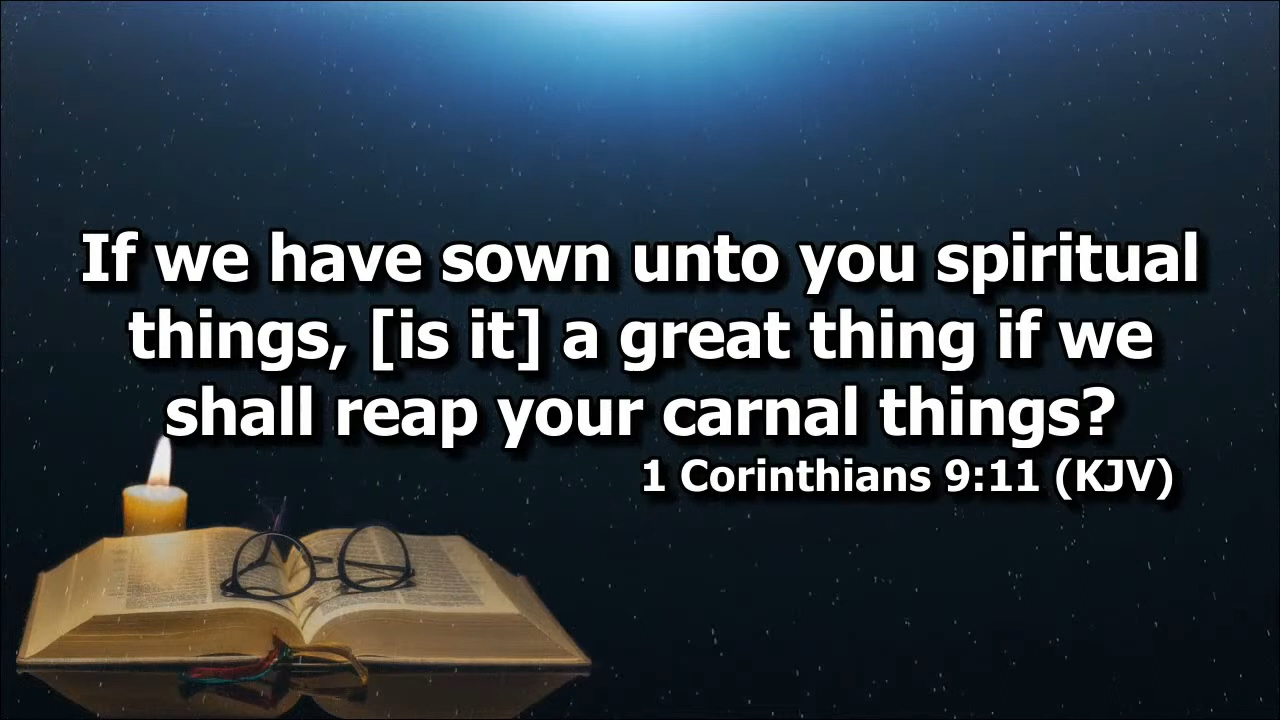 If we have sown unto you spiritual
things, [is it] a great thing if we
shall reap your carnal things?
1 Corinthians 9:11 (KJV)